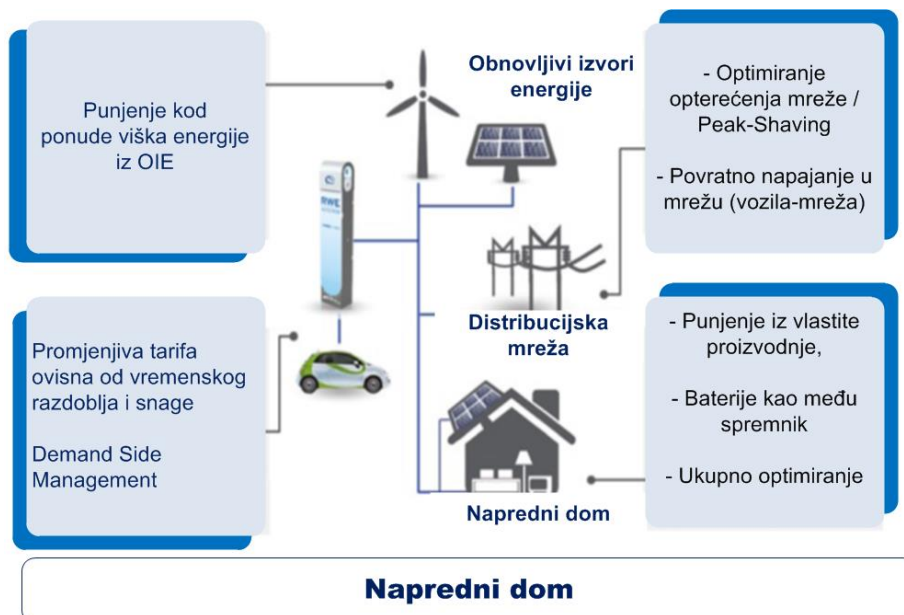 Punjenje kod
ponude viška energije
iz OIE
Obnovljivi izvori
energije
- Optimiranje
opterećenja mreže /
Peak-Shaving
- Povratno napajanje u
mrežu (vozila-mreža)
RWE
Promjenjiva tarifa
ovisna od vremenskog
razdoblja i snage
Demand Side
Management
Distribucijska
mreža
- Punjenje iz vlastite
proizvodnje,
- Baterije kao među
spremnik
- Ukupno optimiranje
Napredni dom
Napredni dom